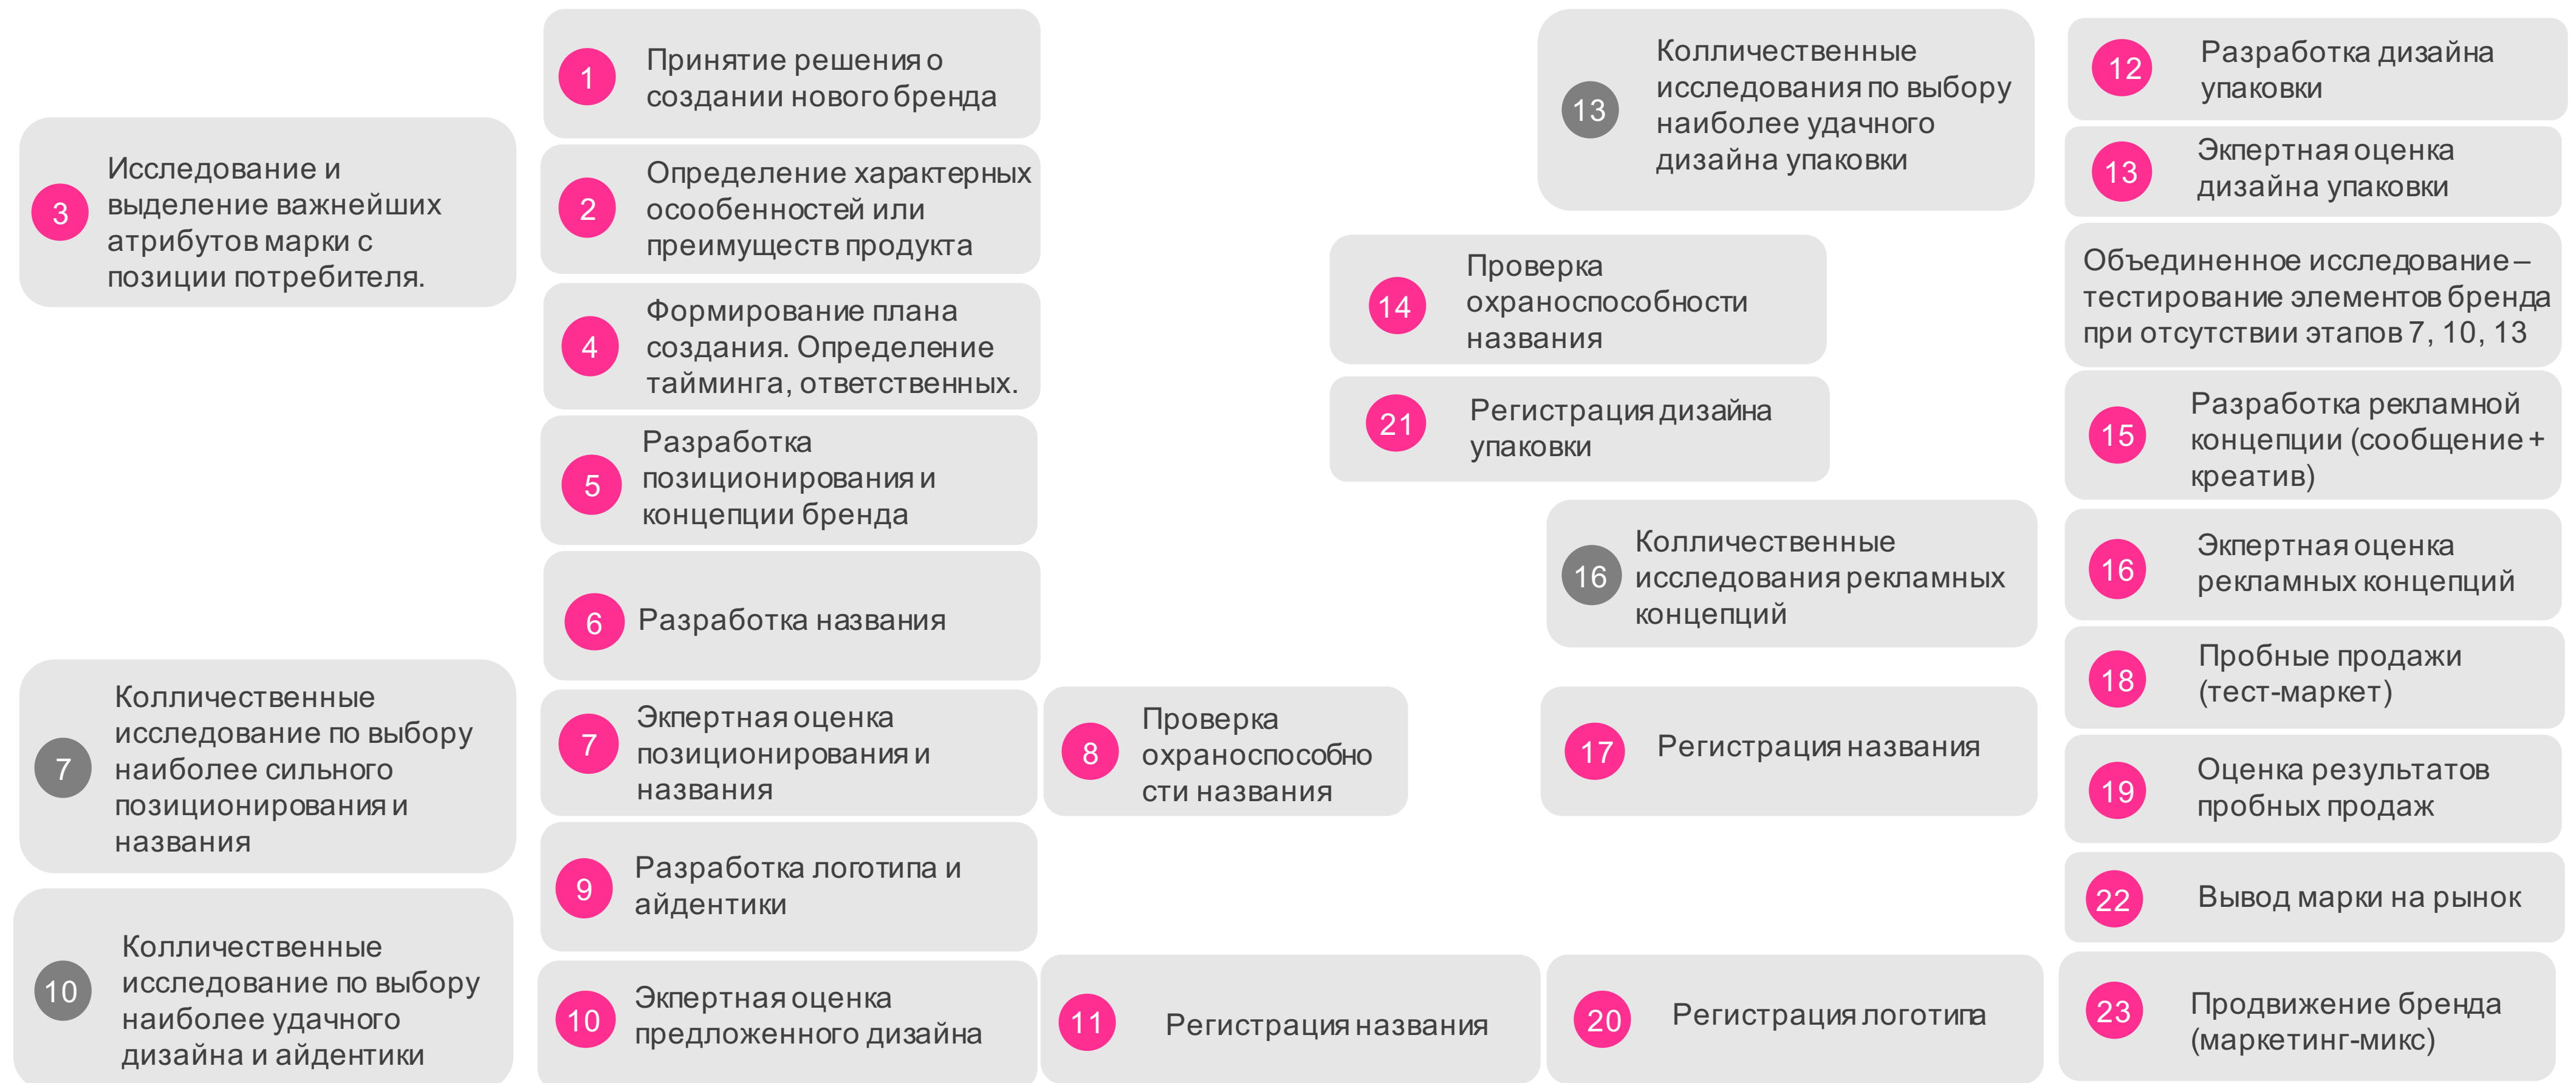 3
Исследование и
выделение важнейших
атрибутов марки с
позиции потребителя.
7
Колличественные
исследование по выбору
наиболее сильного
позиционирования и
названия
10
Колличественные
исследование по выбору
наиболее удачного
дизайна и айдентики
1
Принятие решения о
создании нового бренда
2
Определение характерных
осообенностей или
преимуществ продукта
4
Формирование плана
создания. Определение
тайминга, ответственных.
5
Разработка
позиционирования и
концепции бренда
6
Разработка названия
7
Экпертная оценка
позиционирования и
названия
9
Разработка логотипа и
айдентики
10
Экпертная оценка
предложенного дизайна
8
Проверка
охраноспособно
сти названия
11
Регистрация названия
13
Колличественные
исследования по выбору
наиболее удачного
дизайна упаковки
14
Проверка
охраноспособности
названия
21
Регистрация дизайна
упаковки
16
Колличественные
исследования рекламных
концепций
17
Регистрация названия
20
Регистрация логотипа
12
Разработка дизайна
упаковки
13
Экпертная оценка
дизайна упаковки
Объединенное исследование –
тестирование элементов бренда
при отсутствии этапов 7, 10, 13
15
Разработка рекламной
концепции (сообщение +
креатив)
16
Экпертная оценка
рекламных концепций
18
Пробные продажи
(тест-маркет)
19
Оценка результатов
пробных продаж
22
Вывод марки на рынок
23
Продвижение бренда
(маркетинг-микс)